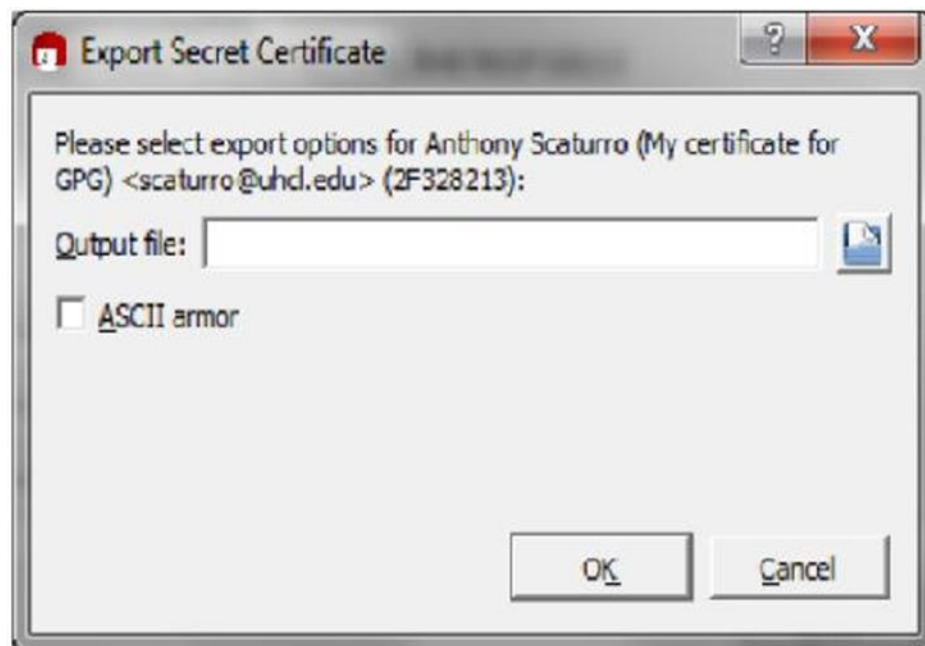 Export Secret Certificate
Please select export options for Anthony Scaturro (My certificate for
GPG) <scaturro@uhcl.edu> (2F328213):
Output file:
ASCII armor
OK
Cancel